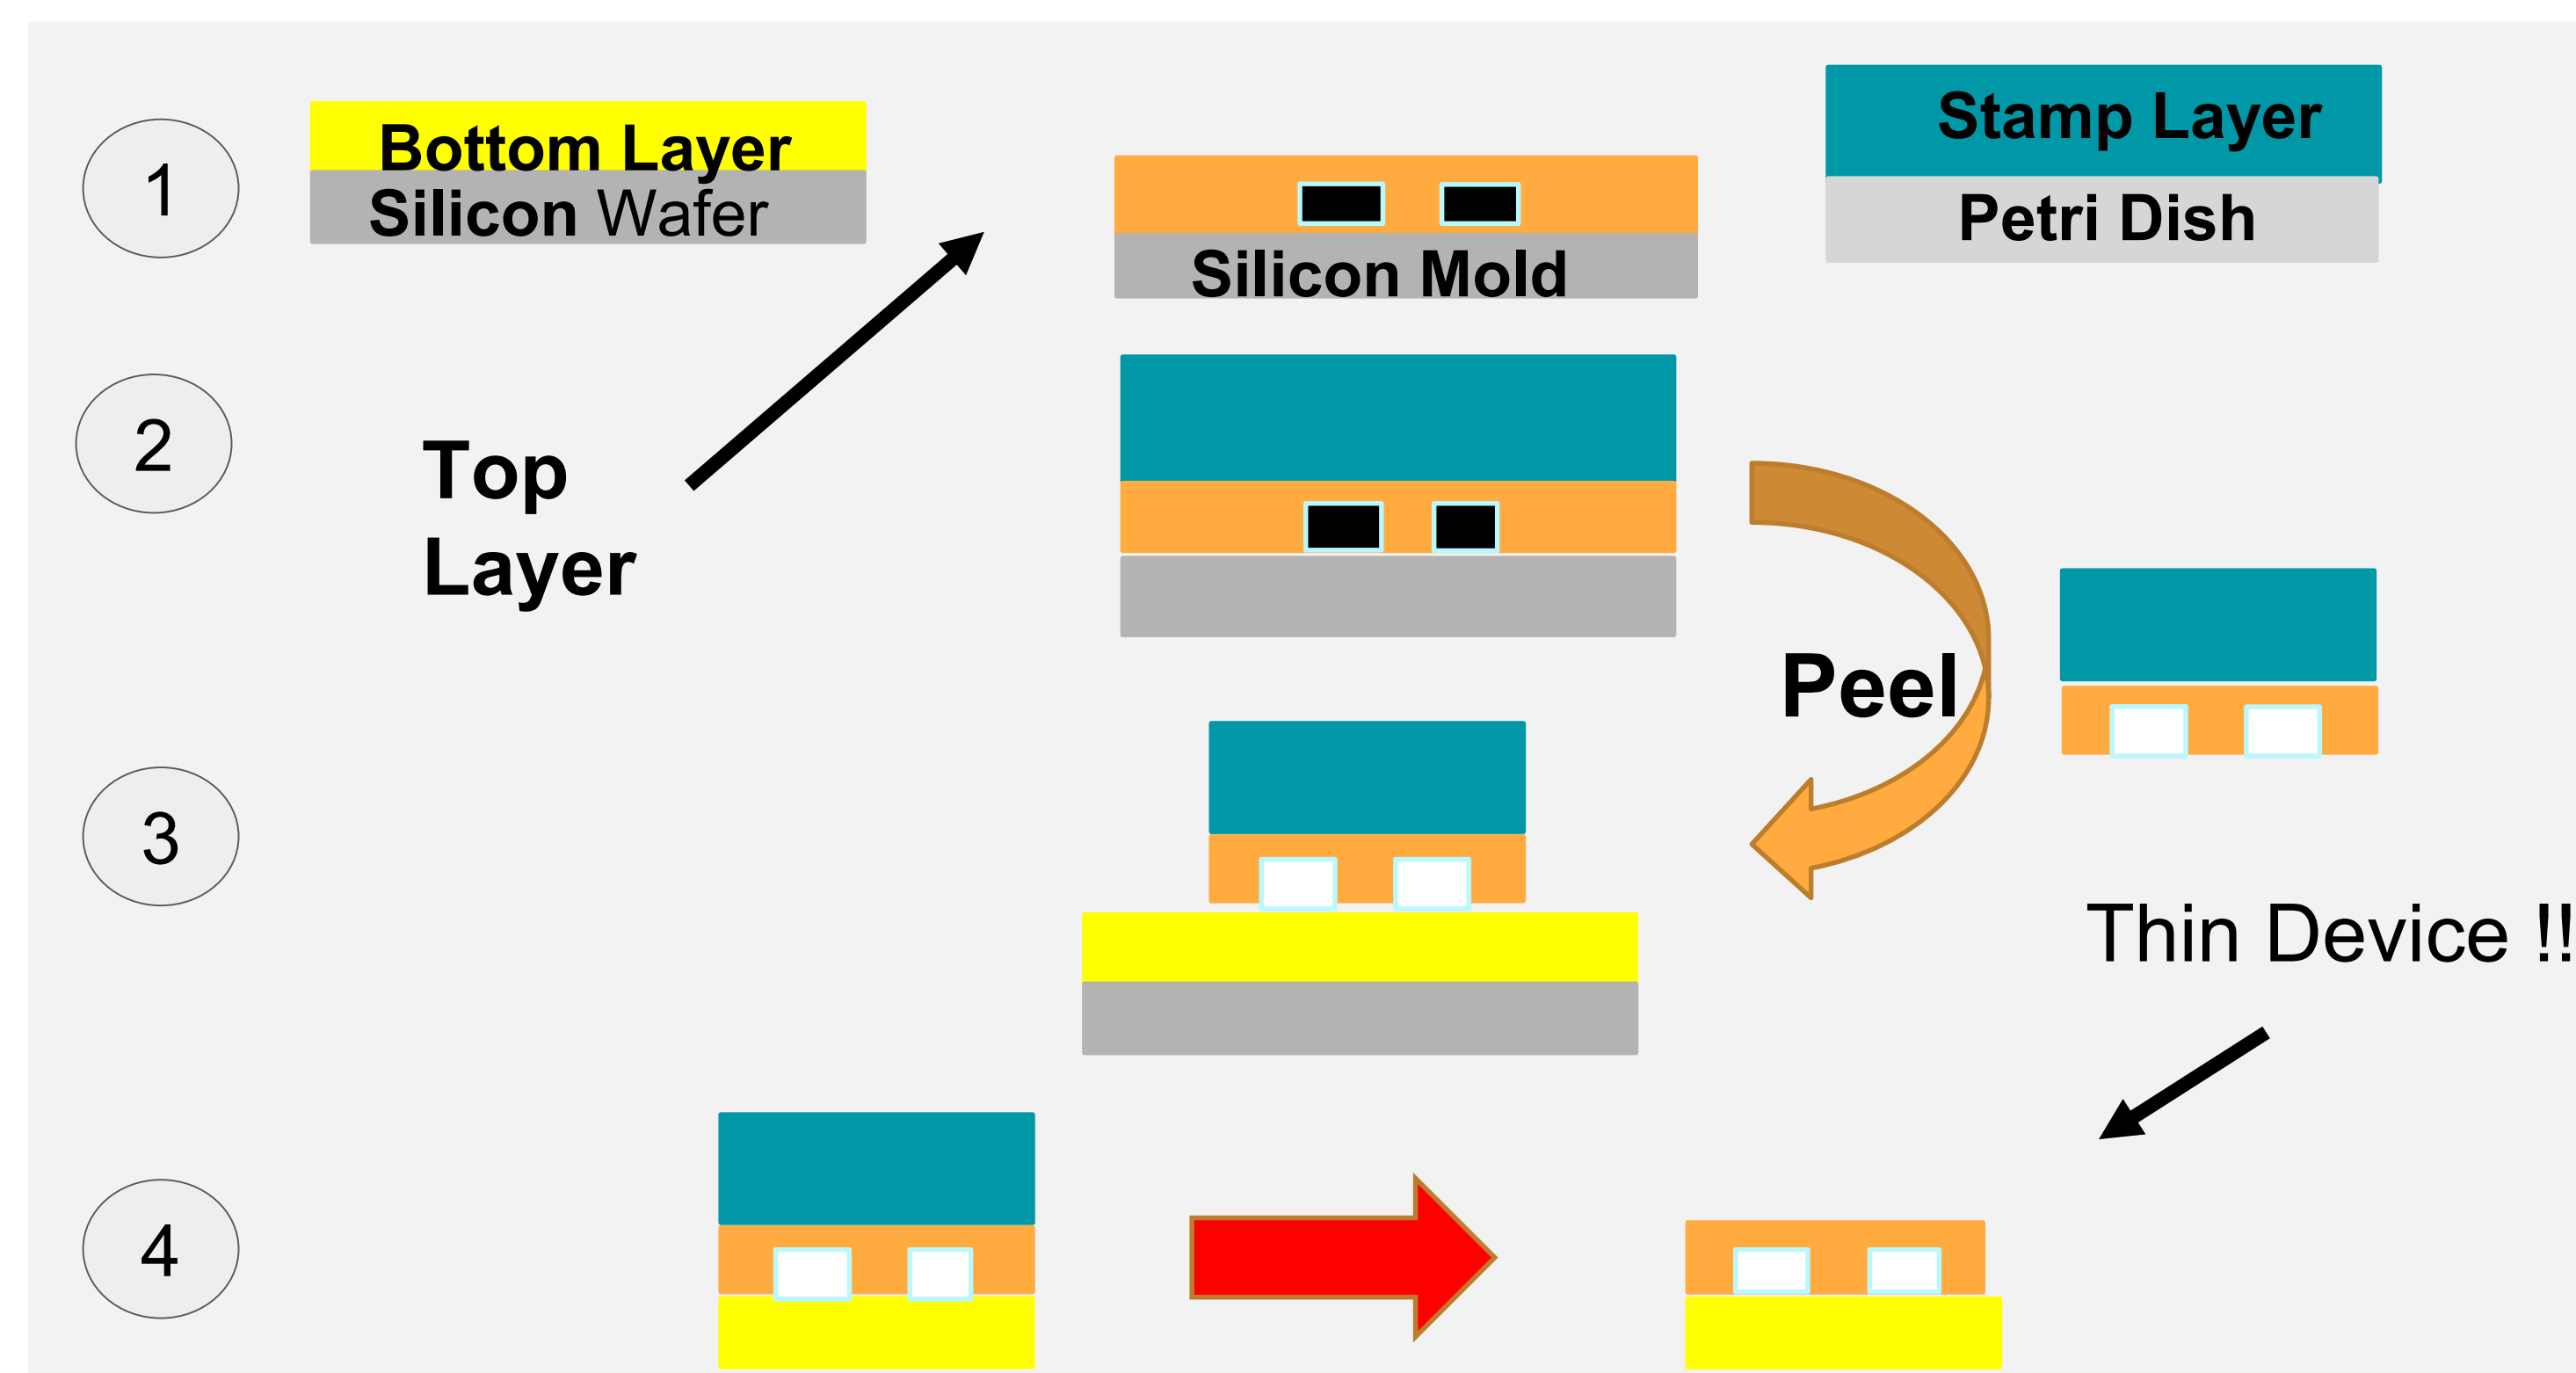 1
Bottom Layer
Silicon Wafer
Silicon Mold
Stamp Layer
Petri Dish
2
Top
Layer
Peel
3
Thin Device !!
4